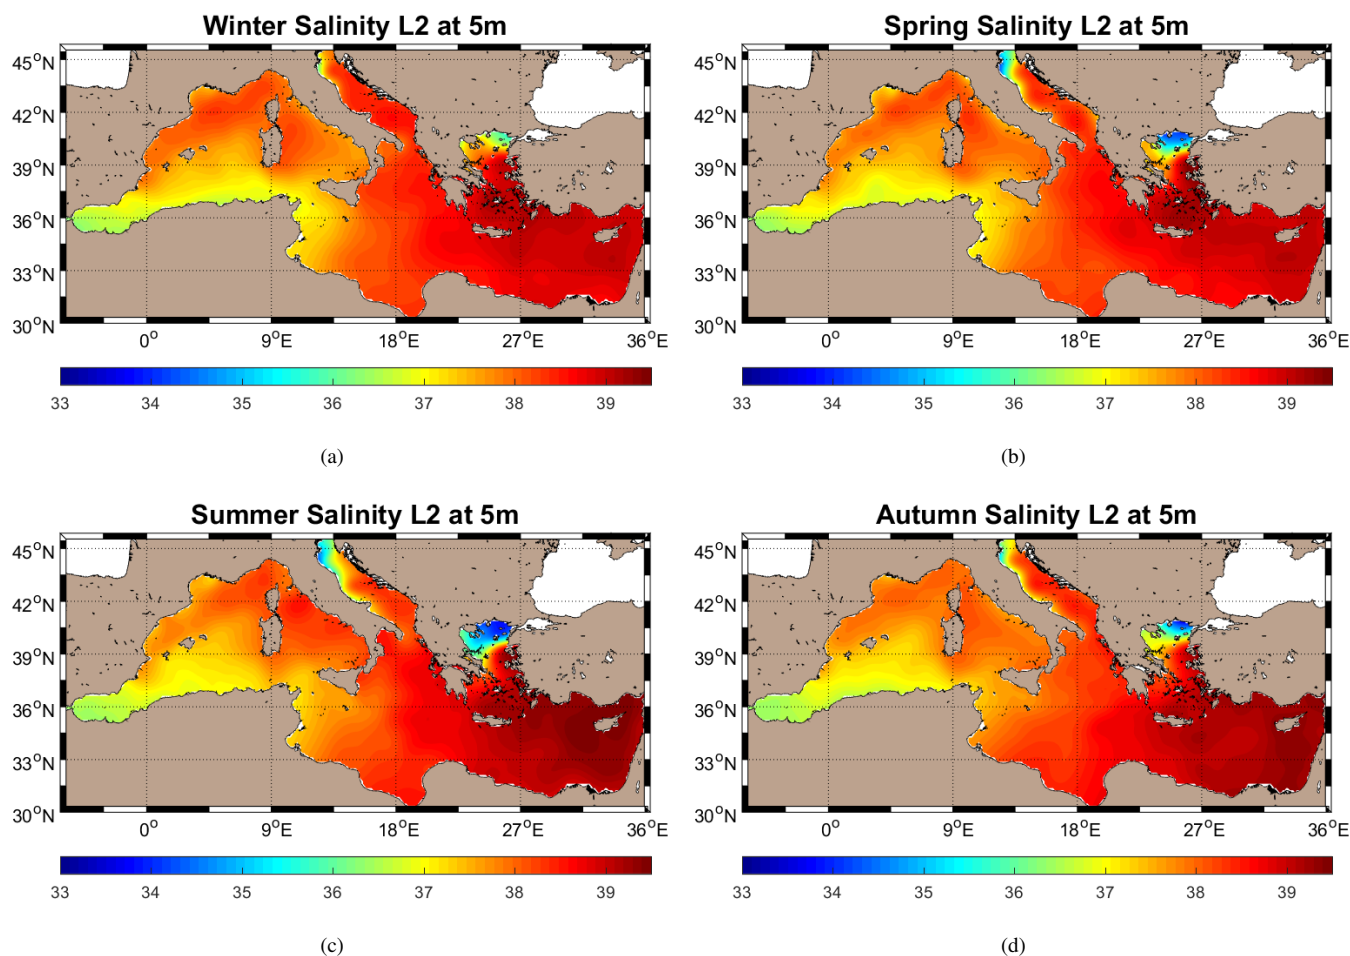 Winter Salinity L2 at 5m
45°N
42°N
39°N
36°N
33°N
30°N
0°
9°E
18°E
27°E
36°E
33
34
35
36
37
38
39
(a)
Spring Salinity L2 at 5m
45°N
42°N
39°N
36°N
33°N
30°N
0°
9°E
18°E
27°E
36°E
33
34
35
36
37
38
39
(b)
Summer Salinity L2 at 5m
45°N
42°N
39°N
36°N
33°N
30°N
0°
9°E
18°E
27°E
36°E
33
34
35
36
37
38
39
(c)
Autumn Salinity L2 at 5m
45°N
42°N
39°N
36°N
33°N
30°N
0°
9°E
18°E
27°E
36°E
33
34
35
36
37
38
39
(d)